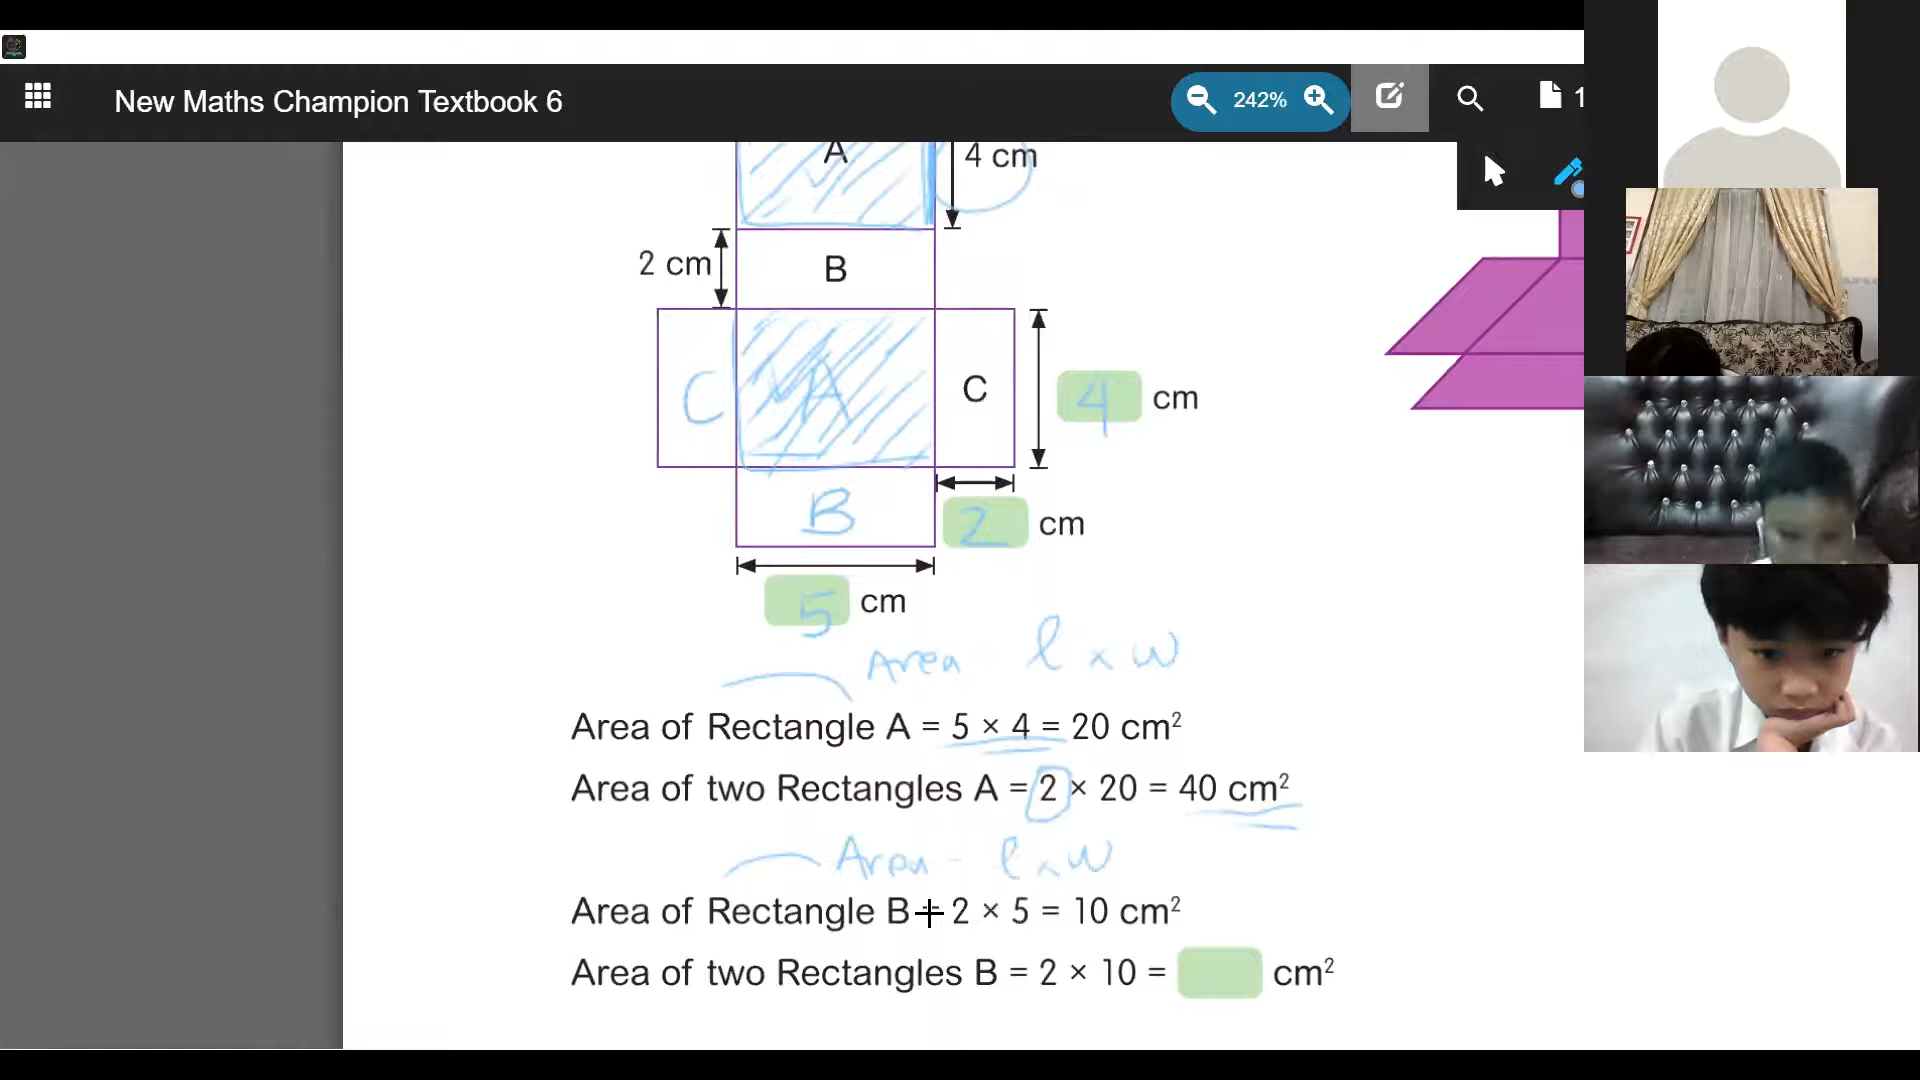 New Maths Champion Textbook 6
242%
1
A
4 cm
2 cm
B
C
A
C
4 cm
B
2 cm
5 cm
Area = l × w
Area of Rectangle A = 5 × 4 = 20 cm²
Area of two Rectangles A = 2 × 20 = 40 cm²
Area = l × w
Area of Rectangle B = 2 × 5 = 10 cm²
Area of two Rectangles B = 2 × 10 = cm²